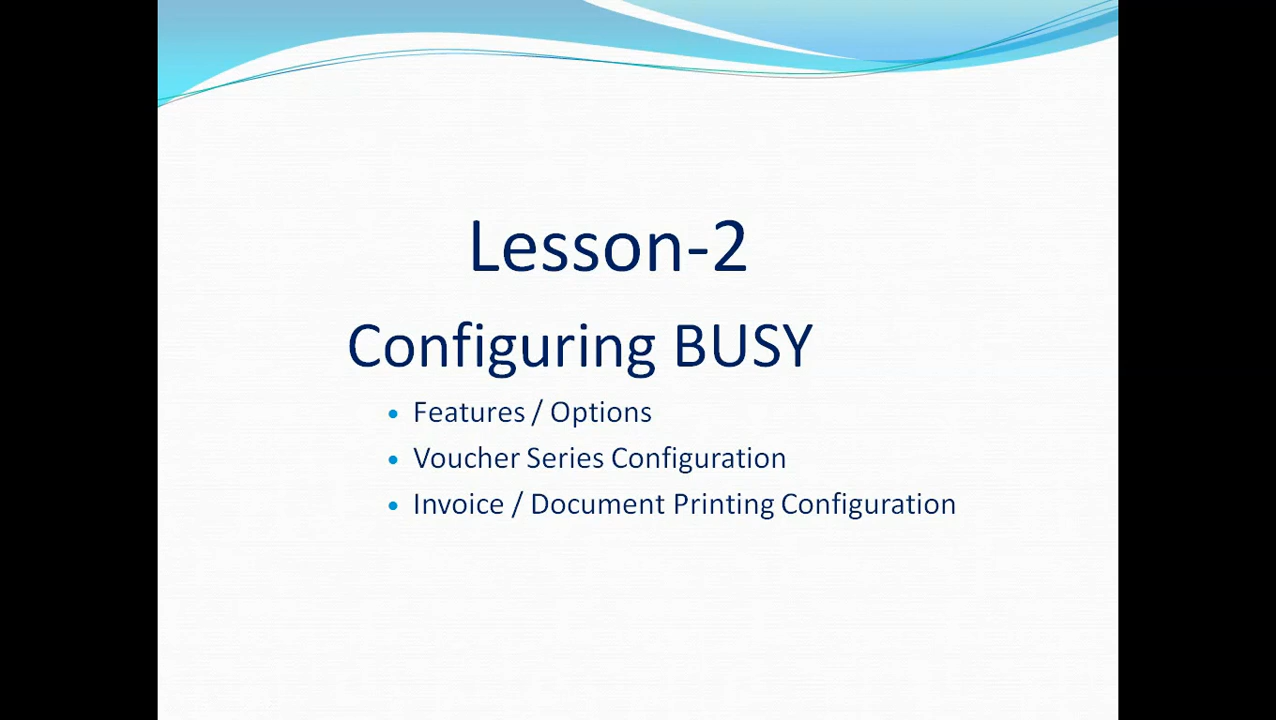 Lesson-2
Configuring BUSY
• Features / Options
• Voucher Series Configuration
• Invoice / Document Printing Configuration